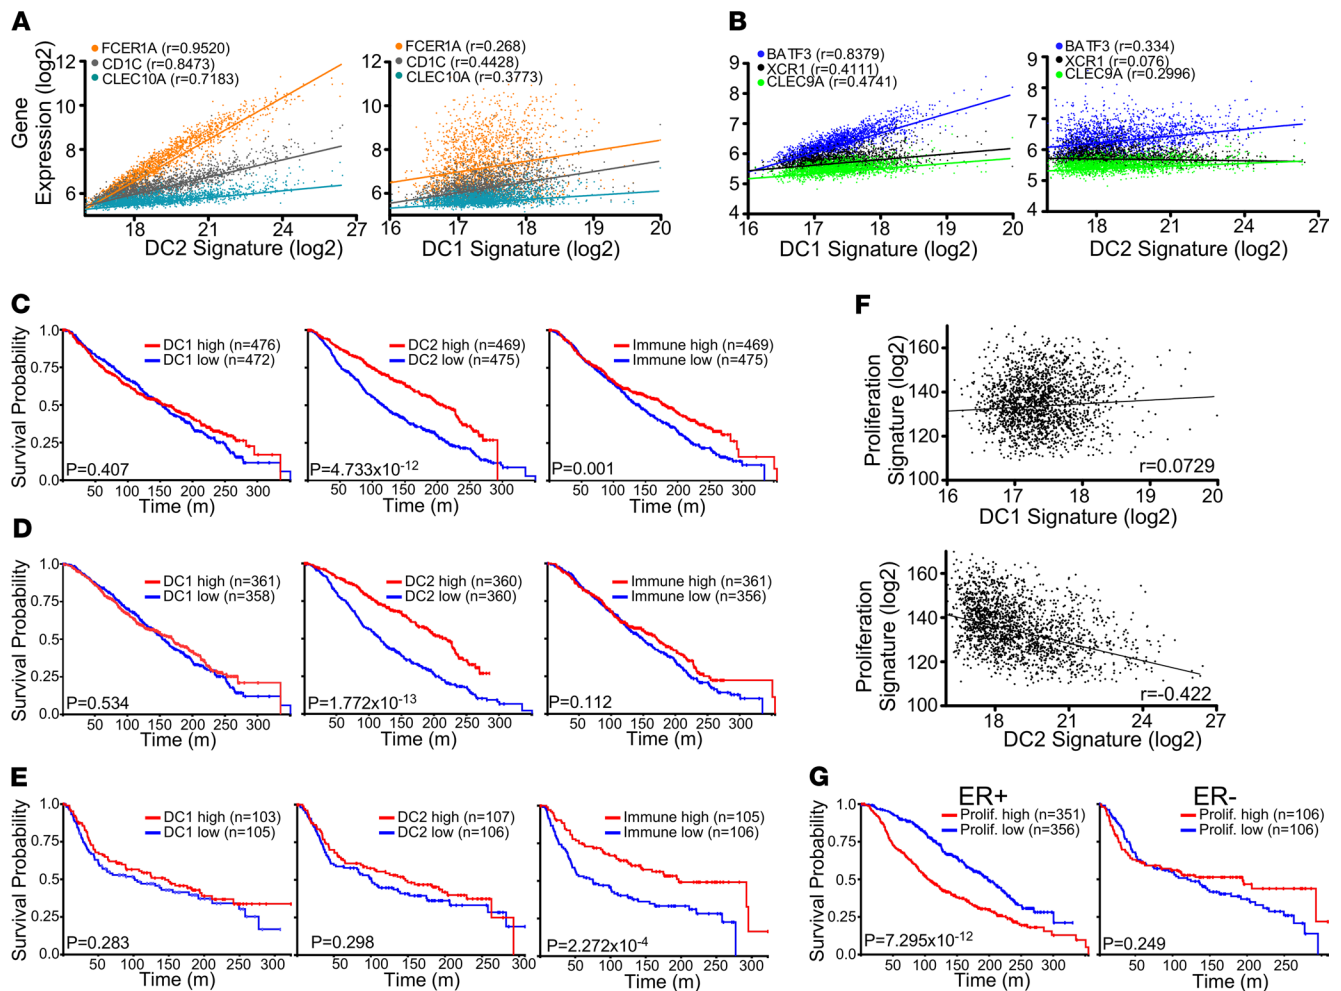 A
FCER1A (r=0.9520)
CD1C (r=0.8473)
CLEC10A (r=0.7183)
Gene
Expression (log2)
12
10
8
6
18
21
24
27
DC2 Signature (log2)
FCER1A (r=0.268)
CD1C (r=0.4428)
CLEC10A (r=0.3773)
12
10
8
6
16
17
18
19
20
DC1 Signature (log2)
B
BATF3 (r=0.8379)
XCR1 (r=0.4111)
CLEC9A (r=0.4741)
9
8
7
6
5
4
16
17
18
19
20
DC1 Signature (log2)
BATF3 (r=0.334)
XCR1 (r=0.076)
CLEC9A (r=0.2996)
9
8
7
6
5
4
18
21
24
27
DC2 Signature (log2)
C
Survival Probability
1.0
0.75
0.5
0.25
0.0
DC1 high (n=476)
DC1 low (n=472)
P=0.407
50 100 150 200 250 300
Time (m)
DC2 high (n=469)
DC2 low (n=475)
P=4.733x10-12
50 100 150 200 250 300
Time (m)
Immune high (n=469)
Immune low (n=475)
P=0.001
50 100 150 200 250 300
Time (m)
D
Survival Probability
1.0
0.75
0.5
0.25
0.0
DC1 high (n=361)
DC1 low (n=358)
P=0.534
50 100 150 200 250 300
Time (m)
DC2 high (n=360)
DC2 low (n=360)
P=1.772x10-13
50 100 150 200 250 300
Time (m)
Immune high (n=361)
Immune low (n=356)
P=0.112
50 100 150 200 250 300
Time (m)
E
Survival Probability
1.0
0.75
0.5
0.25
0.0
DC1 high (n=103)
DC1 low (n=105)
P=0.283
50 100 150 200 250 300
Time (m)
DC2 high (n=107)
DC2 low (n=106)
P=0.298
50 100 150 200 250 300
Time (m)
Immune high (n=105)
Immune low (n=106)
P=2.272x10-4
50 100 150 200 250 300
Time (m)
F
Proliferation
Signature (log2)
160
140
120
100
r=0.0729
16
17
18
19
20
DC1 Signature (log2)
Proliferation
Signature (log2)
160
140
120
100
r=-0.422
18
21
24
27
DC2 Signature (log2)
G
Survival Probability
1.0
0.75
0.5
0.25
0.0
ER+
Prolif. high (n=351)
Prolif. low (n=356)
P=7.295x10-12
50 100 150 200 250 300
Time (m)
ER-
Prolif. high (n=106)
Prolif. low (n=106)
P=0.249
50 100 150 200 250 300
Time (m)